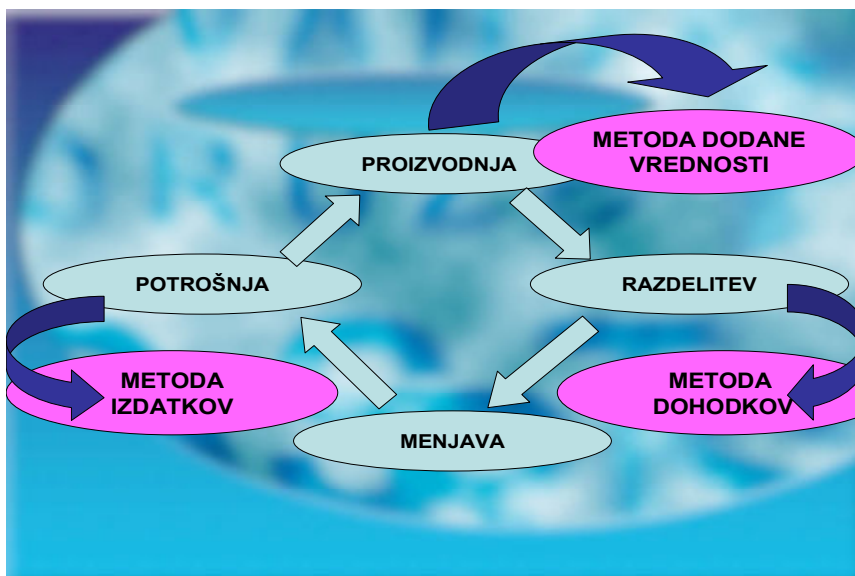 METODA DODANE
VREDNOSTI
PROIZVODNJA
POTROŠNJA
RAZDELITEV
METODA
IZDATKOV
METODA
DOHODKOV
MENJAVA